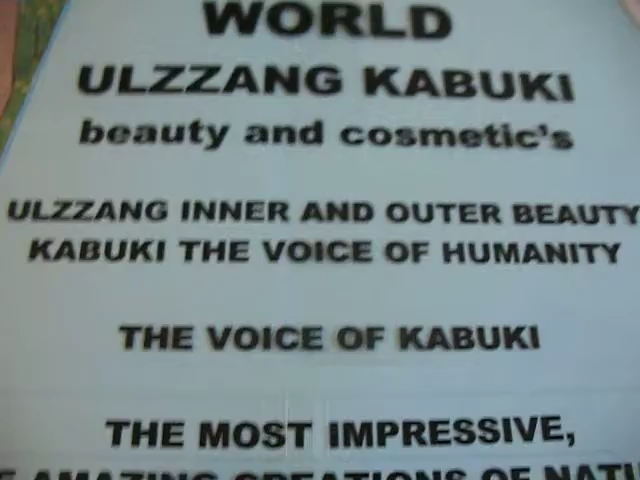 WORLD
ULZZANG KABUKI
beauty and cosmetic's
ULZZANG INNER AND OUTER BEAUTY
KABUKI THE VOICE OF HUMANITY
THE VOICE OF KABUKI
THE MOST IMPRESSIVE,
AMAZING CREATIONS OF